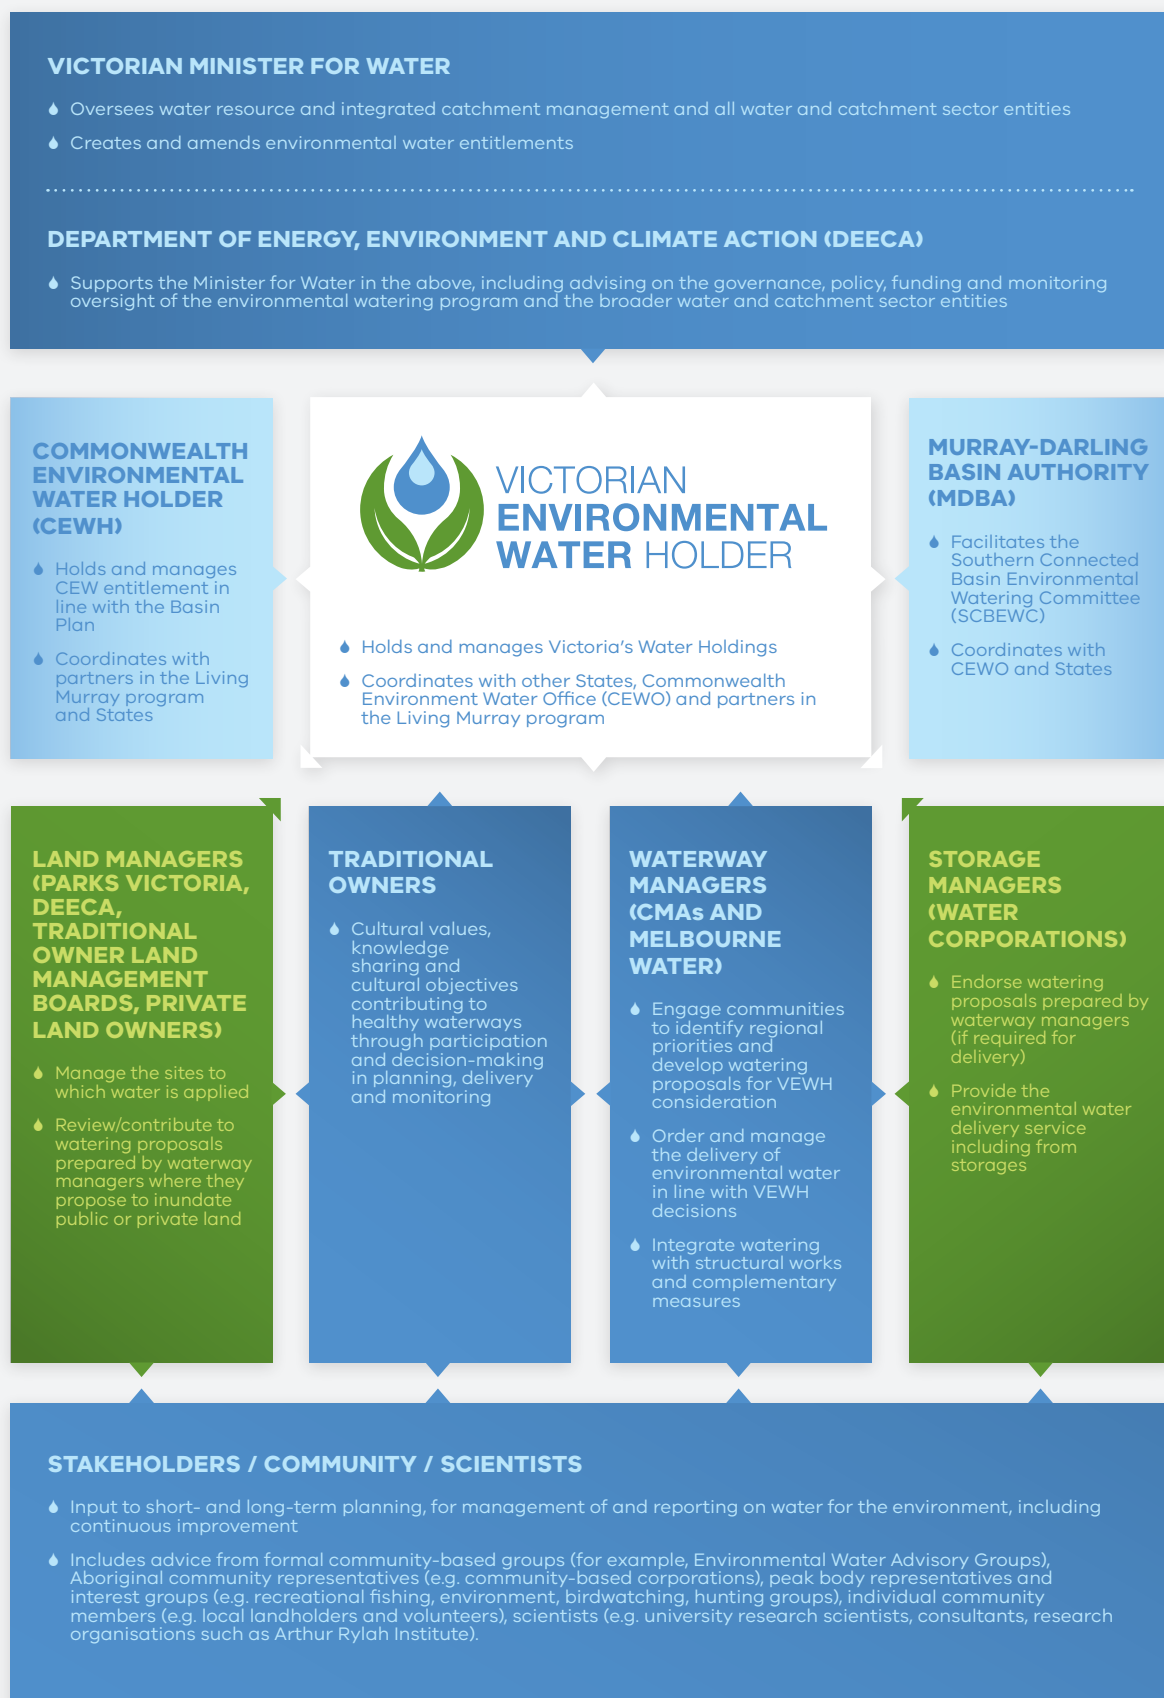 VICTORIAN MINISTER FOR WATER
Oversees water resource and integrated catchment management and all water and catchment sector entities
Creates and amends environmental water entitlements
DEPARTMENT OF ENERGY, ENVIRONMENT AND CLIMATE ACTION (DEECA)
Supports the Minister for Water in the above, including advising on the governance, policy, funding and monitoring
oversight of the environmental watering program and the broader water and catchment sector entities
COMMONWEALTH
ENVIRONMENTAL
WATER HOLDER
(CEWH)
Holds and manages
CEW entitlement in
line with the Basin
Plan
Coordinates with
partners in the Living
Murray program
and States
VICTORIAN
ENVIRONMENTAL
WATER HOLDER
Holds and manages Victoria's Water Holdings
Coordinates with other States, Commonwealth
Environment Water Office (CEWO) and partners in
the Living Murray program
MURRAY-DARLING
BASIN AUTHORITY
(MDBA)
Facilitates the
Southern Connected
Basin Environmental
Watering Committee
(SCBEWC)
Coordinates with
CEWO and States
LAND MANAGERS
(PARKS VICTORIA,
DEECA,
TRADITIONAL
OWNER LAND
MANAGEMENT
BOARDS, PRIVATE
LAND OWNERS)
Manage the sites to
which water is applied
Review/contribute to
watering proposals
prepared by waterway
managers where they
propose to inundate
public or private land
TRADITIONAL
OWNERS
Cultural values,
knowledge
sharing and
cultural objectives
contributing to
healthy waterways
through participation
and decision-making
in planning, delivery
and monitoring
WATERWAY
MANAGERS
(CMAs AND
MELBOURNE
WATER)
Engage communities
to identify regional
priorities and
develop watering
proposals for VEWH
consideration
Order and manage
the delivery of
environmental water
in line with VEWH
decisions
Integrate watering
with structural works
and complementary
measures
STORAGE
MANAGERS
(WATER
CORPORATIONS)
Endorse watering
proposals prepared by
waterway managers
(if required for
delivery)
Provide the
environmental water
delivery service
including from
storages
STAKEHOLDERS / COMMUNITY / SCIENTISTS
Input to short- and long-term planning, for management of and reporting on water for the environment, including
continuous improvement
Includes advice from formal community-based groups (for example, Environmental Water Advisory Groups),
Aboriginal community representatives (e.g. community-based corporations), peak body representatives and
interest groups (e.g. recreational fishing, environment, birdwatching, hunting groups), individual community
members (e.g. local landholders and volunteers), scientists (e.g. university research scientists, consultants, research
organisations such as Arthur Rylah Institute).